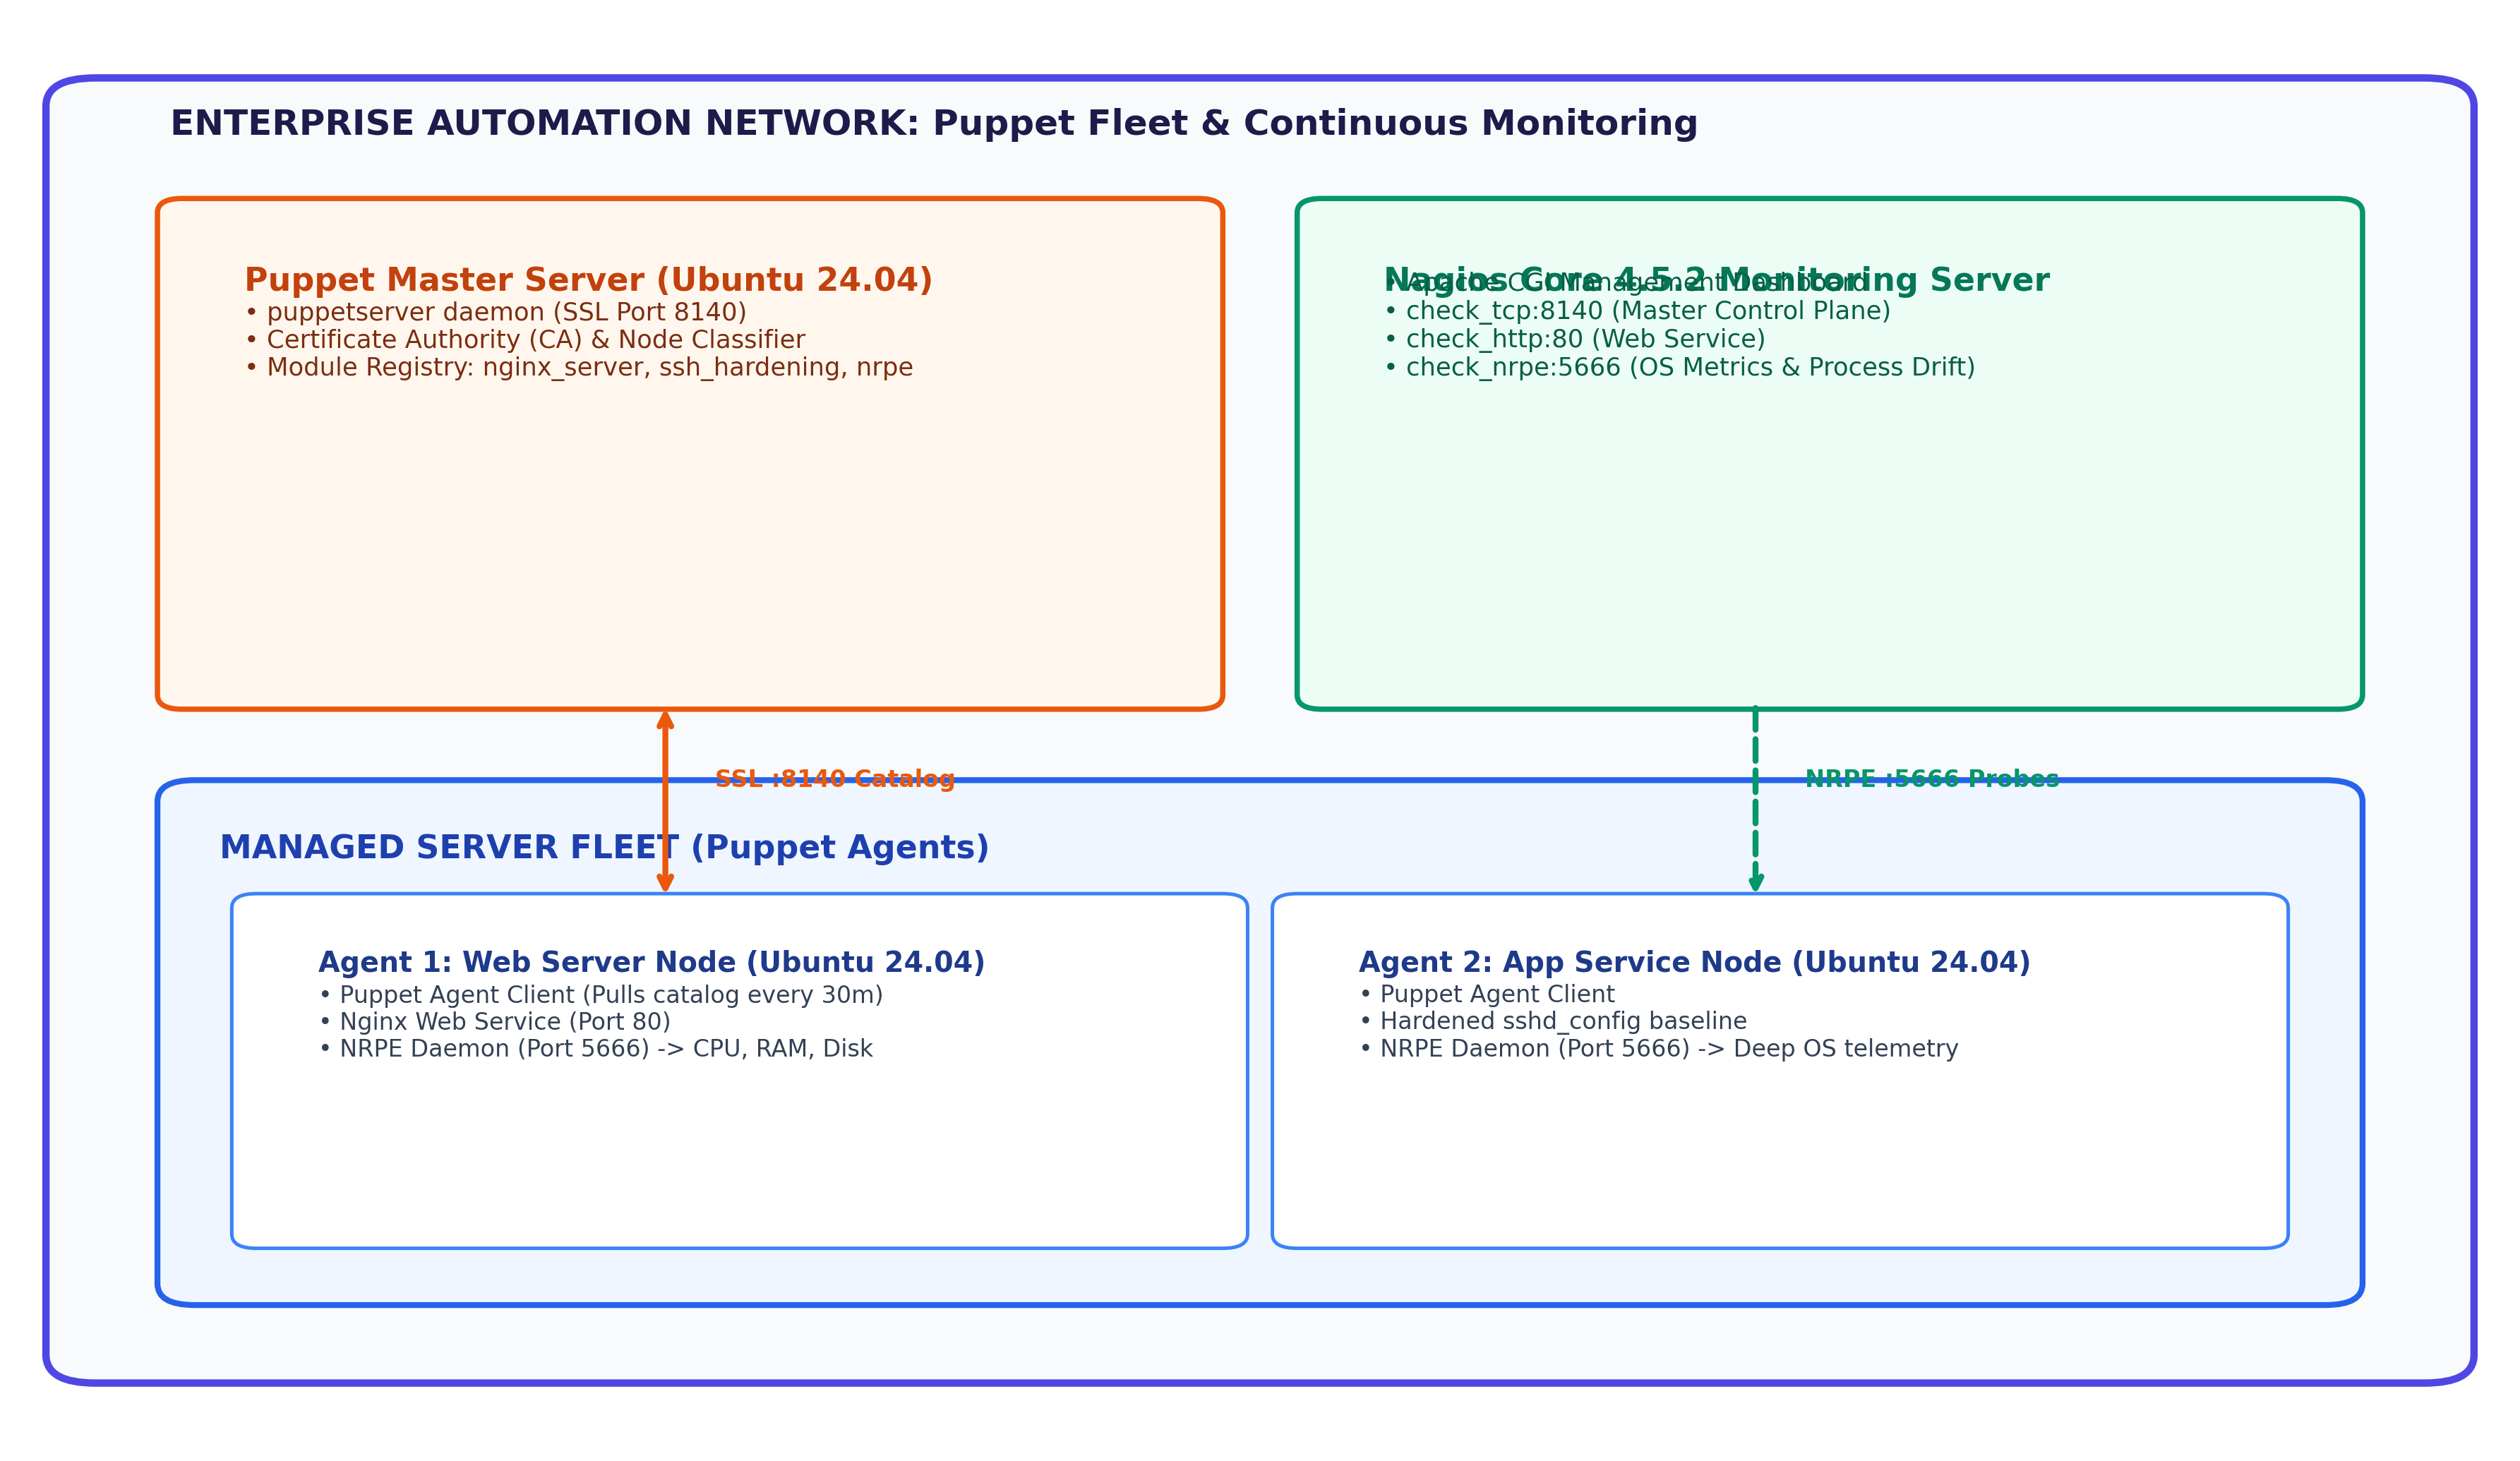 ENTERPRISE AUTOMATION NETWORK: Puppet Fleet & Continuous Monitoring
Puppet Master Server (Ubuntu 24.04)
• puppetserver daemon (SSL Port 8140)
• Certificate Authority (CA) & Node Classifier
• Module Registry: nginx_server, ssh_hardening, nrpe
Nagios Core 4.5.2 Monitoring Server
• Apache CGI Management Dashboard
• check_tcp:8140 (Master Control Plane)
• check_http:80 (Web Service)
• check_nrpe:5666 (OS Metrics & Process Drift)
SSL :8140 Catalog
NRPE :5666 Probes
MANAGED SERVER FLEET (Puppet Agents)
Agent 1: Web Server Node (Ubuntu 24.04)
• Puppet Agent Client (Pulls catalog every 30m)
• Nginx Web Service (Port 80)
• NRPE Daemon (Port 5666) -> CPU, RAM, Disk
Agent 2: App Service Node (Ubuntu 24.04)
• Puppet Agent Client
• Hardened sshd_config baseline
• NRPE Daemon (Port 5666) -> Deep OS telemetry